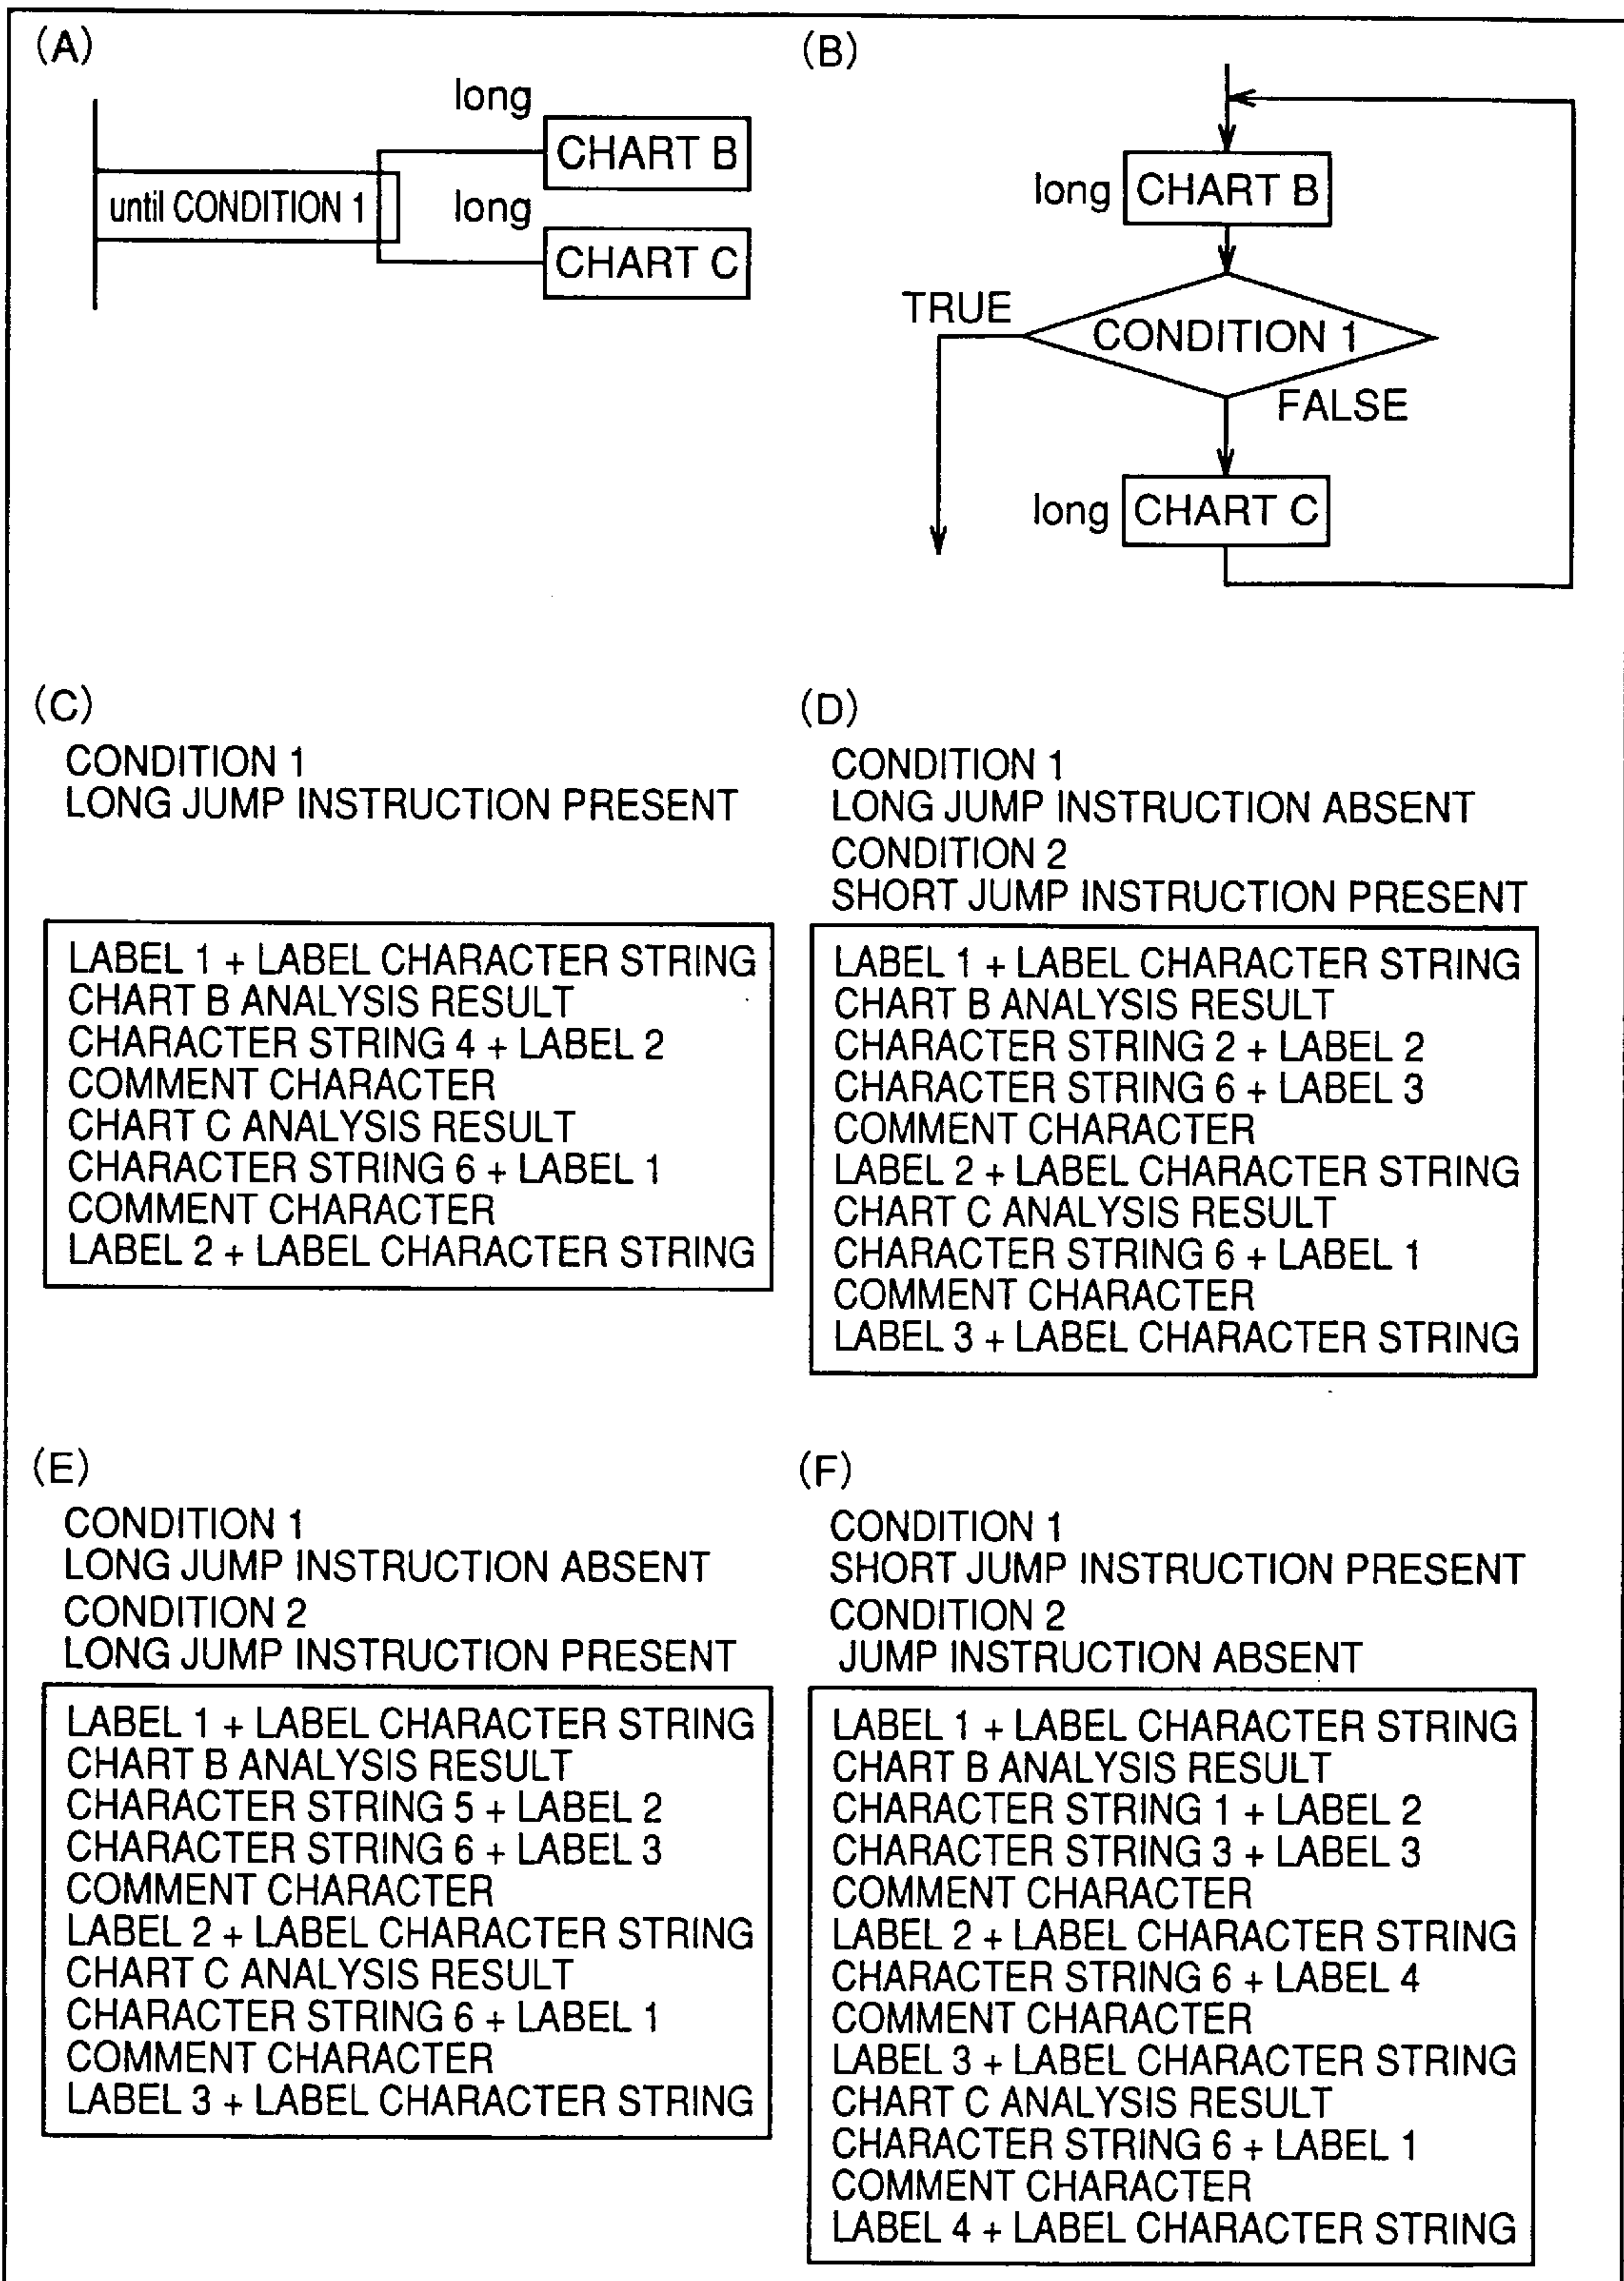 (A)
long
CHART B
until CONDITION 1
long
CHART C
(B)
long CHART B
TRUE
CONDITION 1
FALSE
long CHART C
(C)
CONDITION 1
LONG JUMP INSTRUCTION PRESENT
LABEL 1 + LABEL CHARACTER STRING
CHART B ANALYSIS RESULT
CHARACTER STRING 4 + LABEL 2
COMMENT CHARACTER
CHART C ANALYSIS RESULT
CHARACTER STRING 6 + LABEL 1
COMMENT CHARACTER
LABEL 2 + LABEL CHARACTER STRING
(D)
CONDITION 1
LONG JUMP INSTRUCTION ABSENT
CONDITION 2
SHORT JUMP INSTRUCTION PRESENT
LABEL 1 + LABEL CHARACTER STRING
CHART B ANALYSIS RESULT
CHARACTER STRING 2 + LABEL 2
CHARACTER STRING 6 + LABEL 3
COMMENT CHARACTER
LABEL 2 + LABEL CHARACTER STRING
CHART C ANALYSIS RESULT
CHARACTER STRING 6 + LABEL 1
COMMENT CHARACTER
LABEL 3 + LABEL CHARACTER STRING
(E)
CONDITION 1
LONG JUMP INSTRUCTION ABSENT
CONDITION 2
LONG JUMP INSTRUCTION PRESENT
LABEL 1 + LABEL CHARACTER STRING
CHART B ANALYSIS RESULT
CHARACTER STRING 5 + LABEL 2
CHARACTER STRING 6 + LABEL 3
COMMENT CHARACTER
LABEL 2 + LABEL CHARACTER STRING
CHART C ANALYSIS RESULT
CHARACTER STRING 6 + LABEL 1
COMMENT CHARACTER
LABEL 3 + LABEL CHARACTER STRING
(F)
CONDITION 1
SHORT JUMP INSTRUCTION PRESENT
CONDITION 2
JUMP INSTRUCTION ABSENT
LABEL 1 + LABEL CHARACTER STRING
CHART B ANALYSIS RESULT
CHARACTER STRING 1 + LABEL 2
CHARACTER STRING 3 + LABEL 3
COMMENT CHARACTER
LABEL 2 + LABEL CHARACTER STRING
CHARACTER STRING 6 + LABEL 4
COMMENT CHARACTER
LABEL 3 + LABEL CHARACTER STRING
CHART C ANALYSIS RESULT
CHARACTER STRING 6 + LABEL 1
COMMENT CHARACTER
LABEL 4 + LABEL CHARACTER STRING